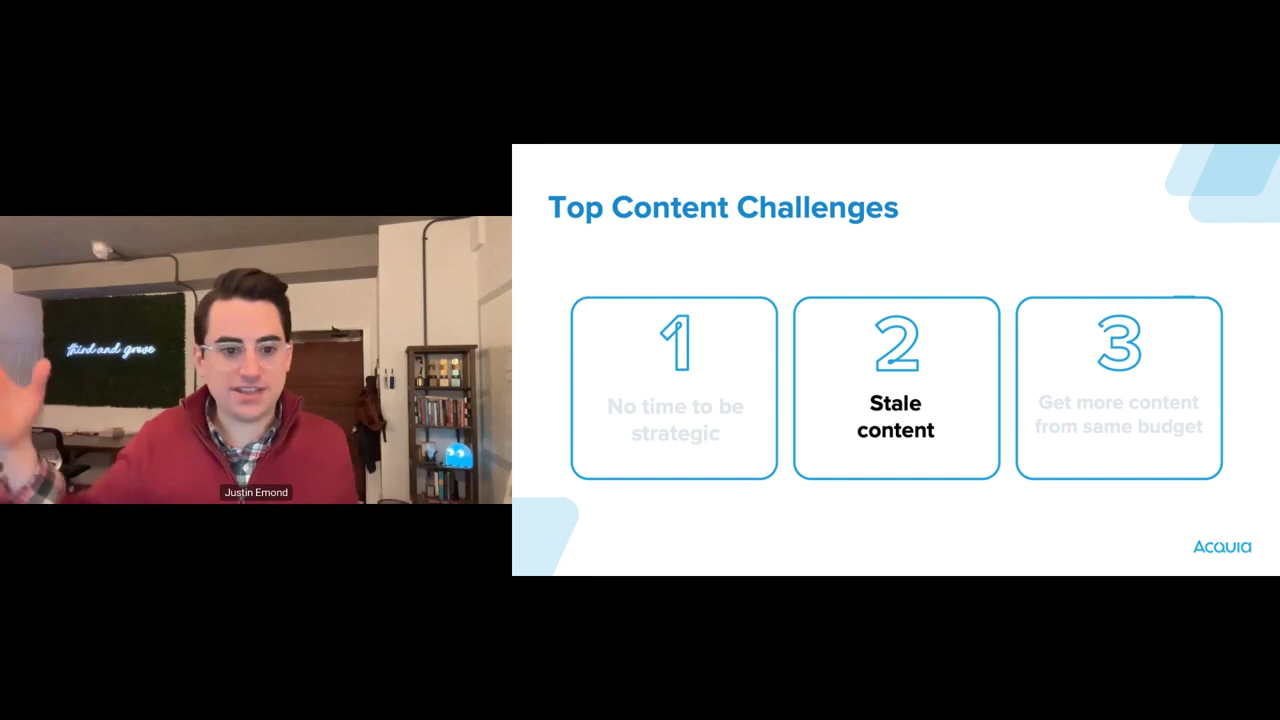 third and grove
Justin Emond
Top Content Challenges
1
No time to be
strategic
2
Stale
content
3
Get more content
from same budget
Acquia